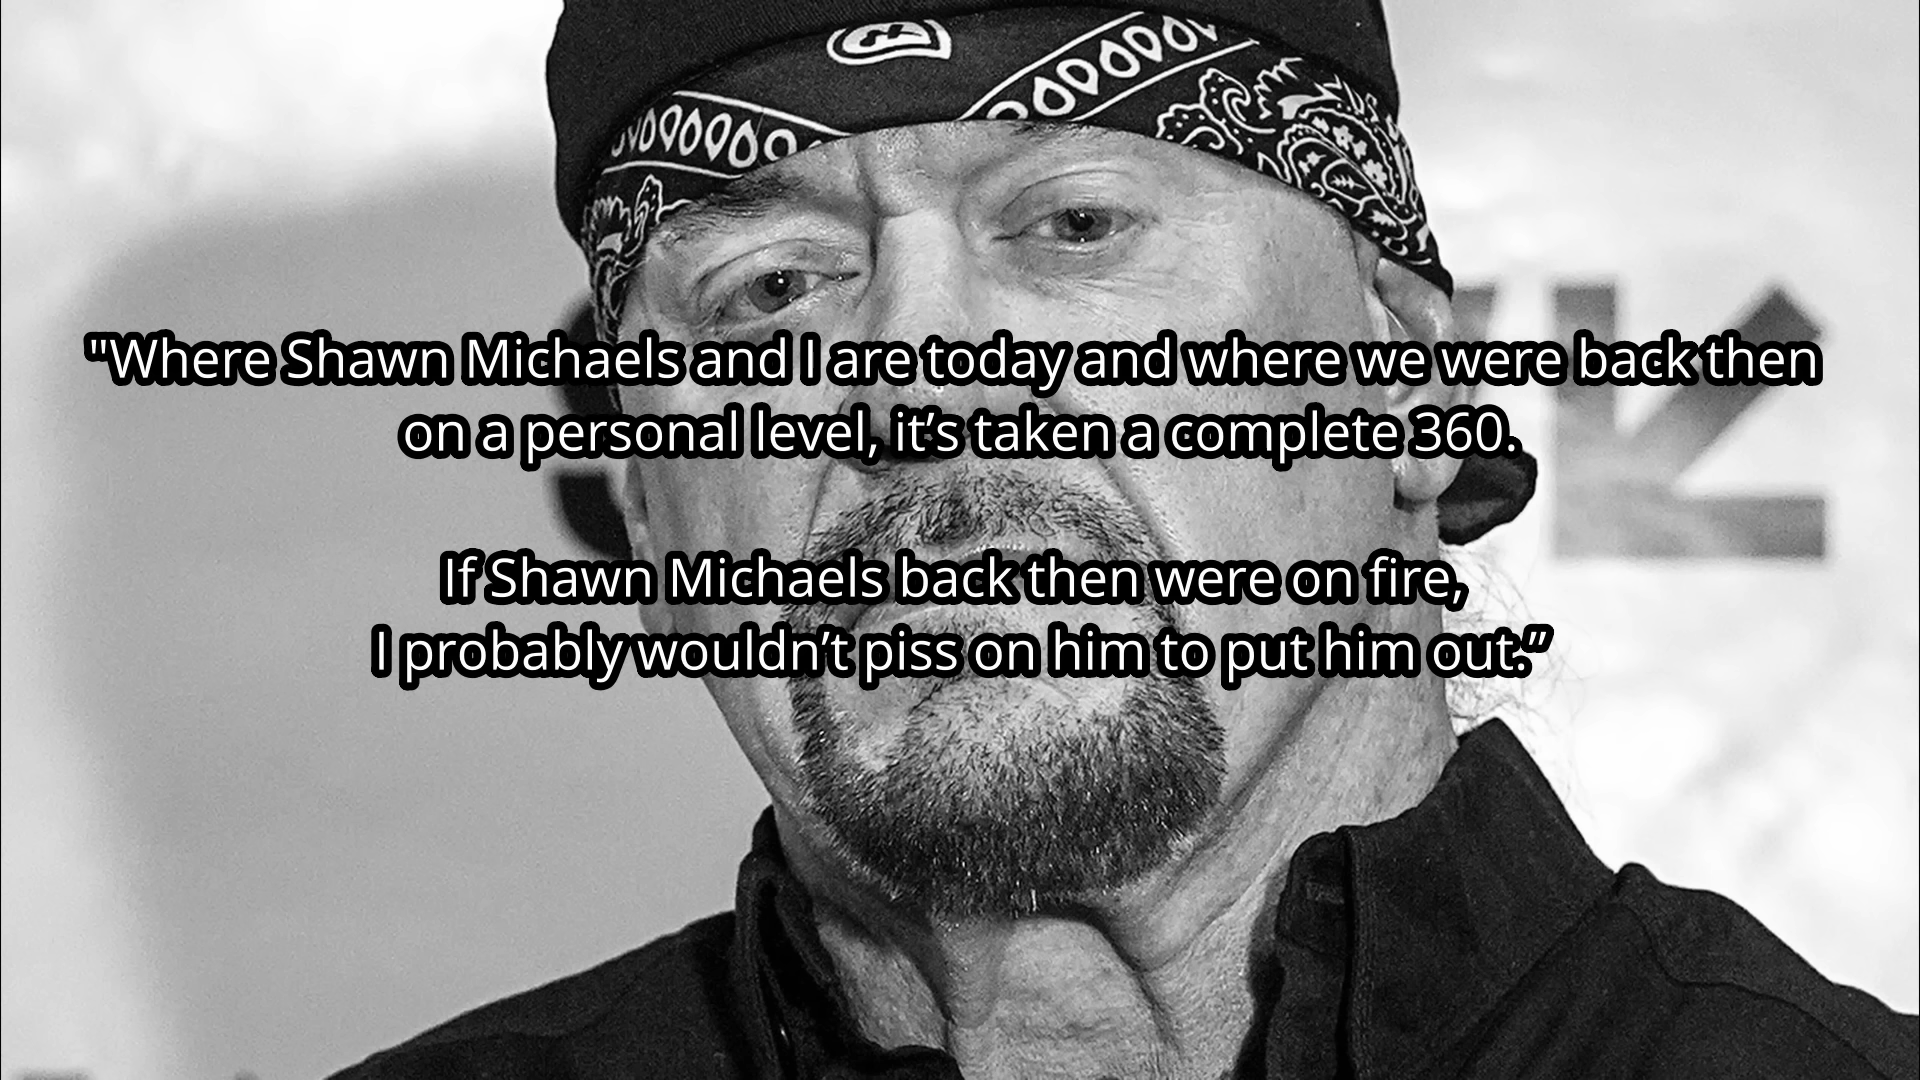 "Where Shawn Michaels and I are today and where we were back then
on a personal level, it’s taken a complete 360.
If Shawn Michaels back then were on fire,
I probably wouldn’t piss on him to put him out.”